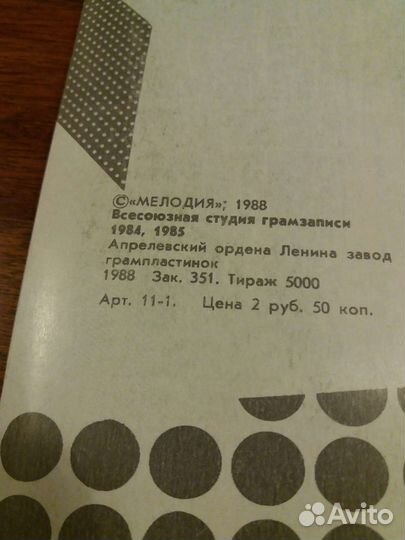 ©«МЕЛОДИЯ»; 1988
Всесоюзная студия грамзаписи
1984, 1985
Апрелевский ордена Ленина завод
грампластинок
1988 Зак. 351. Тираж 5000
Арт. 11-1. Цена 2 руб. 50 коп.
Avito